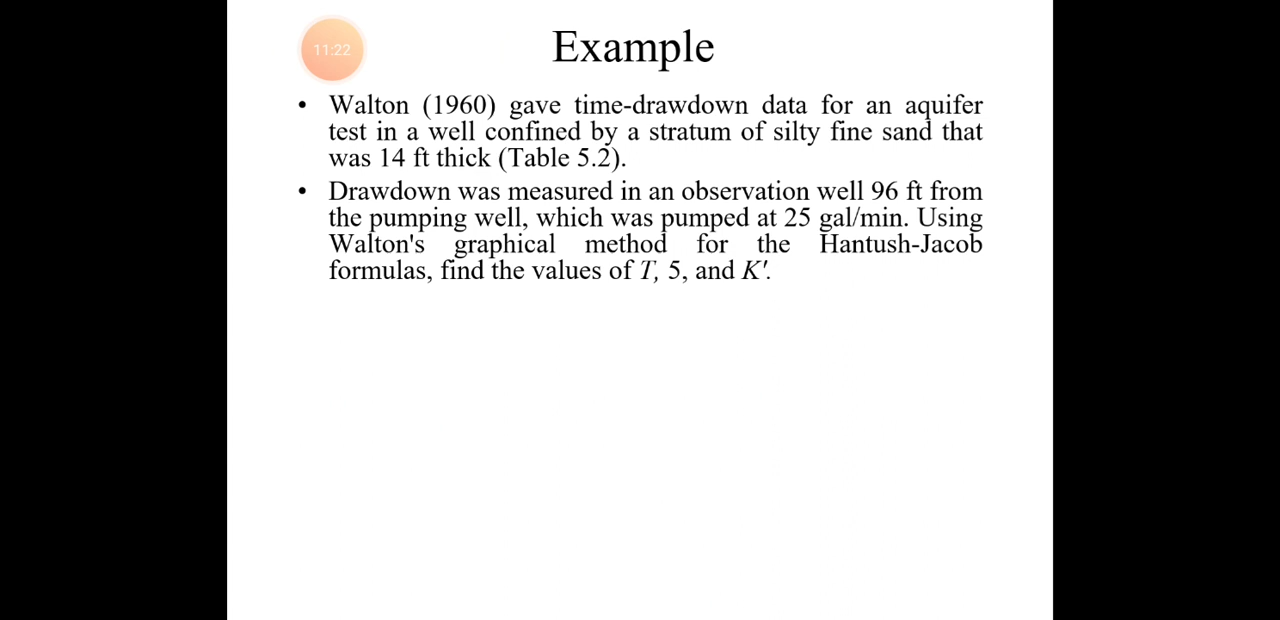 11:22
Example
• Walton (1960) gave time-drawdown data for an aquifer
test in a well confined by a stratum of silty fine sand that
was 14 ft thick (Table 5.2).
• Drawdown was measured in an observation well 96 ft from
the pumping well, which was pumped at 25 gal/min. Using
Walton's graphical method for the Hantush-Jacob
formulas, find the values of T, 5, and K'.